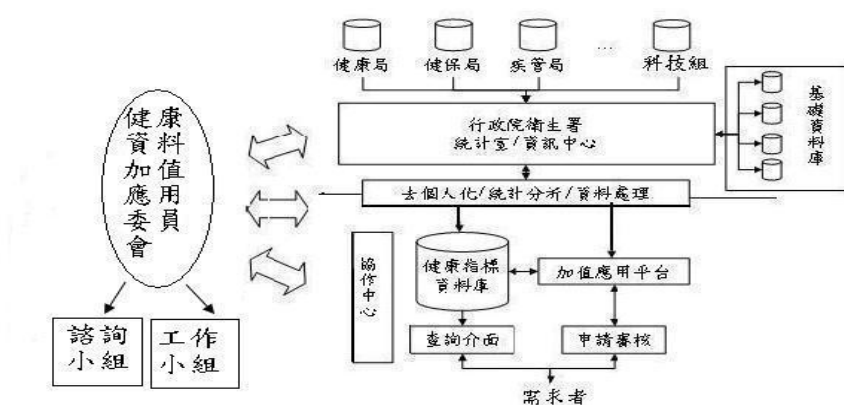 健康局
健保局
疾管局
...
科技組
基礎資料庫
行政院衛生署
統計室/資訊中心
去個人化/統計分析/資料處理
健康
資料
加值
應用
委員
會
協作中心
健康指標
資料庫
加值應用平台
查詢介面
申請審核
需求者
諮詢
小組
工作
小組